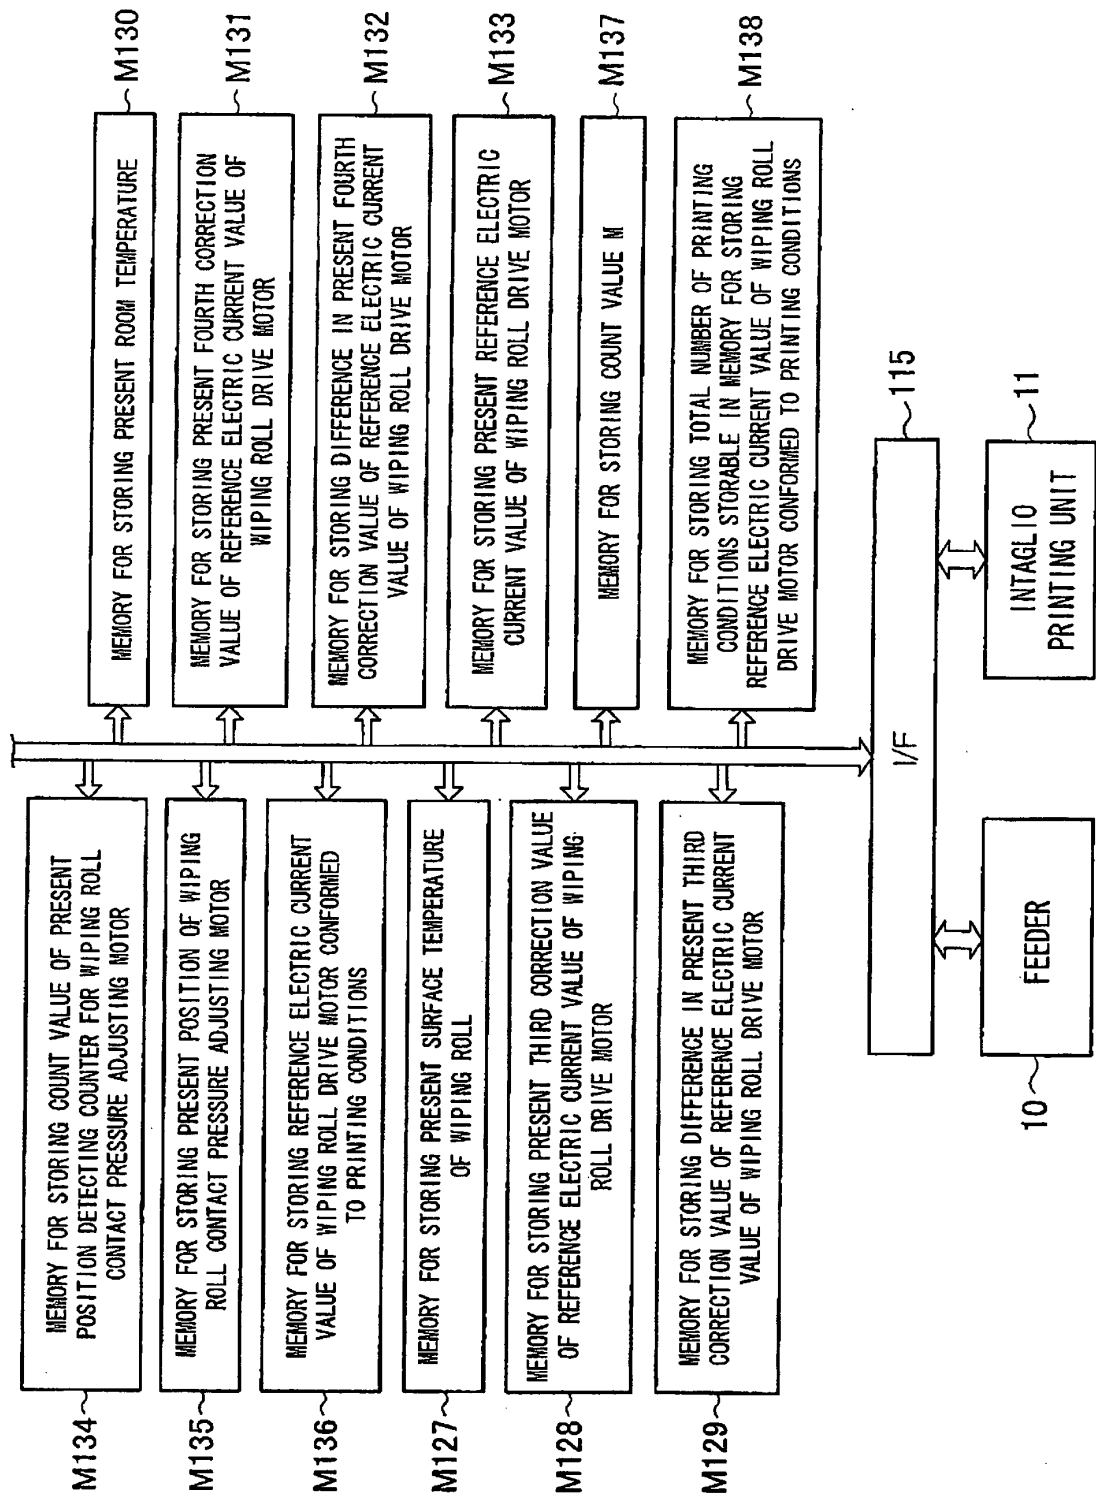 MEMORY FOR STORING COUNT VALUE OF PRESENT
POSITION DETECTING COUNTER FOR WIPING ROLL
CONTACT PRESSURE ADJUSTING MOTOR
M134
MEMORY FOR STORING PRESENT POSITION OF WIPING
ROLL CONTACT PRESSURE ADJUSTING MOTOR
M135
MEMORY FOR STORING REFERENCE ELECTRIC CURRENT
VALUE OF WIPING ROLL DRIVE MOTOR CONFORMED
TO PRINTING CONDITIONS
M136
MEMORY FOR STORING PRESENT SURFACE TEMPERATURE
OF WIPING ROLL
M127
MEMORY FOR STORING PRESENT THIRD CORRECTION VALUE
OF REFERENCE ELECTRIC CURRENT VALUE OF WIPING
ROLL DRIVE MOTOR
M128
MEMORY FOR STORING DIFFERENCE IN PRESENT THIRD
CORRECTION VALUE OF REFERENCE ELECTRIC CURRENT
VALUE OF WIPING ROLL DRIVE MOTOR
M129
MEMORY FOR STORING PRESENT ROOM TEMPERATURE
M130
MEMORY FOR STORING PRESENT FOURTH CORRECTION
VALUE OF REFERENCE ELECTRIC CURRENT VALUE OF
WIPING ROLL DRIVE MOTOR
M131
MEMORY FOR STORING DIFFERENCE IN PRESENT FOURTH
CORRECTION VALUE OF REFERENCE ELECTRIC CURRENT
VALUE OF WIPING ROLL DRIVE MOTOR
M132
MEMORY FOR STORING PRESENT REFERENCE ELECTRIC
CURRENT VALUE OF WIPING ROLL DRIVE MOTOR
M133
MEMORY FOR STORING COUNT VALUE M
M137
MEMORY FOR STORING TOTAL NUMBER OF PRINTING
CONDITIONS STORABLE IN MEMORY FOR STORING
REFERENCE ELECTRIC CURRENT VALUE OF WIPING ROLL
DRIVE MOTOR CONFORMED TO PRINTING CONDITIONS
M138
I/F
115
FEEDER
10
INTAGLIO
PRINTING UNIT
11